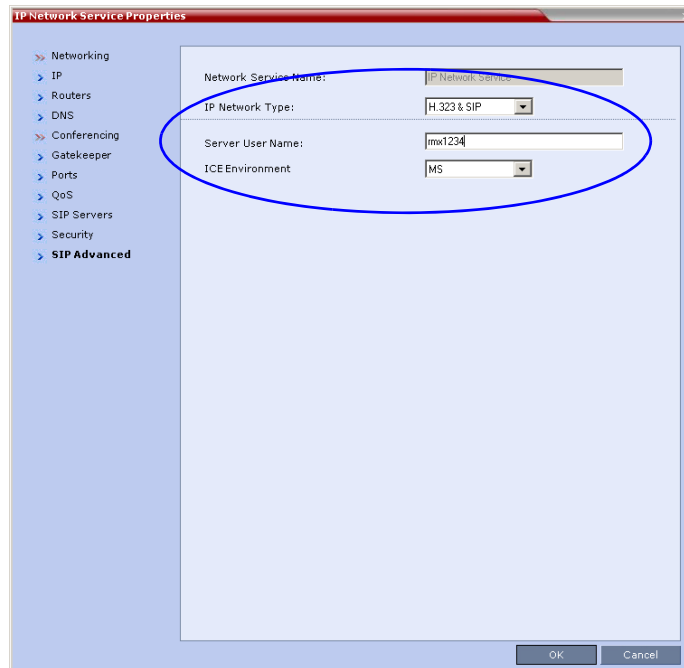 IP Network Service Properties
Networking
IP
Routers
DNS
Conferencing
Gatekeeper
Ports
QoS
SIP Servers
Security
SIP Advanced
Network Service Name: IP Network Service
IP Network Type: H.323 & SIP
Server User Name: rmx1234
ICE Environment MS
OK Cancel